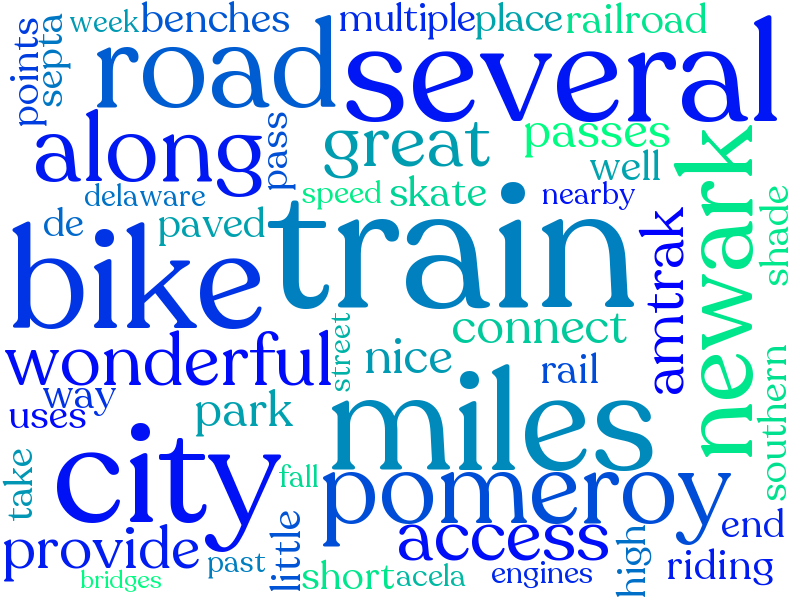 points
septa
week
benches
multiple
place
railroad
road
several
along
pass
great
passes
well
newark
delaware
speed
skate
nearby
shade
de
paved
train
amtrak
bike
connect
wonderful
street
nice
rail
southern
way
uses
park
miles
city
take
fall
pomeroy
provide
little
access
high
end
bridges
past
short
acela
engines
riding